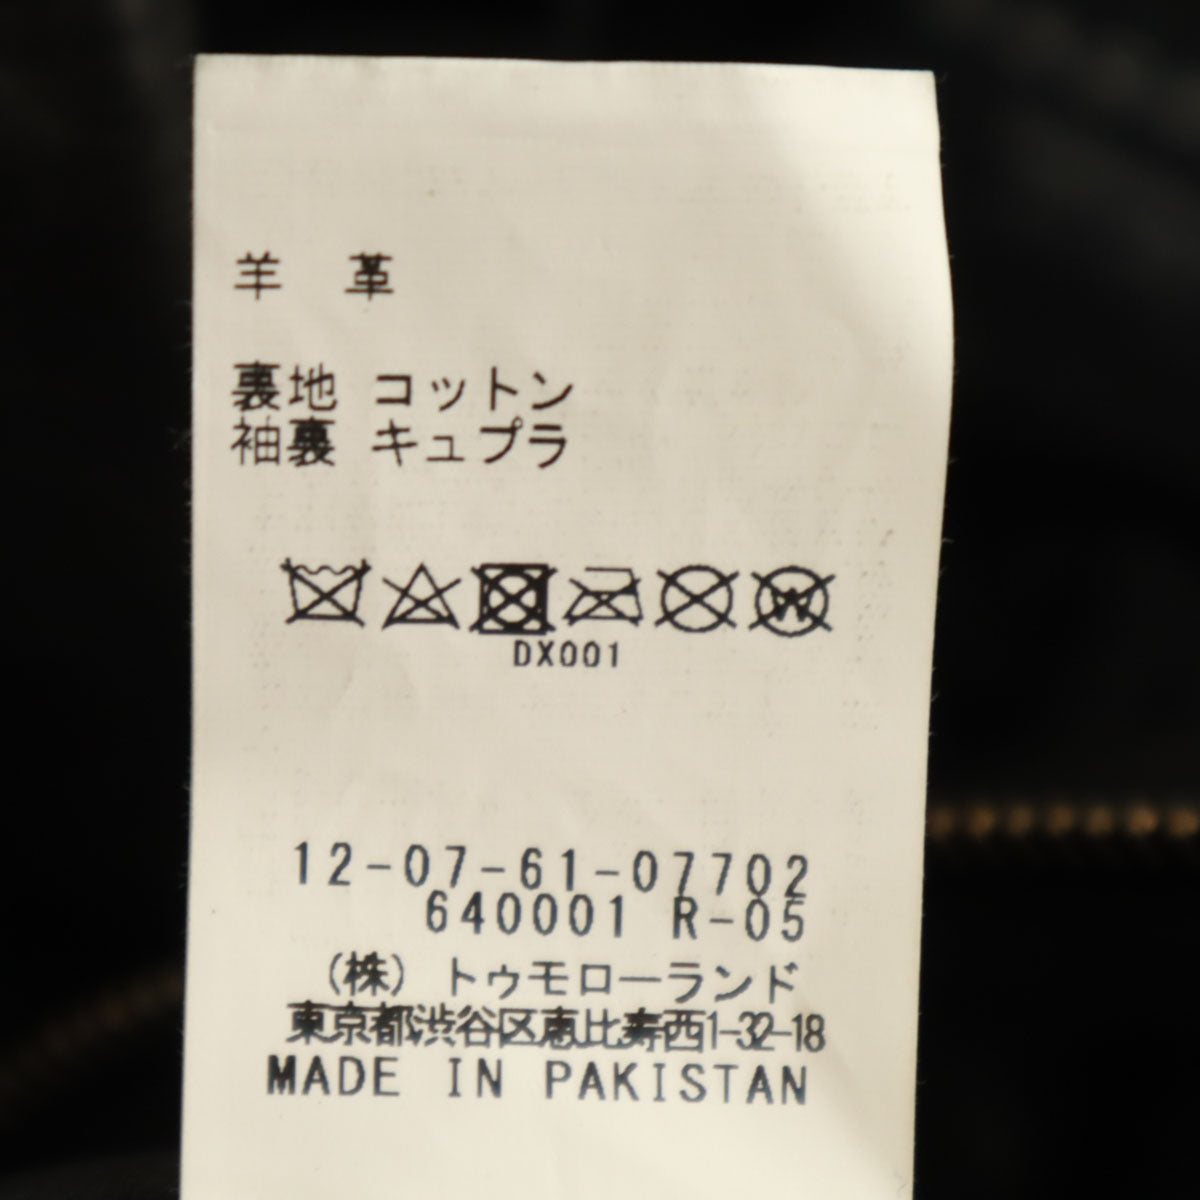 羊　革
裏地 コットン
袖裏 キュプラ
W
DX001
12-07-61-07702
640001 R-05
(株) トゥモローランド
東京都渋谷区恵比寿西1-32-18
MADE IN PAKISTAN